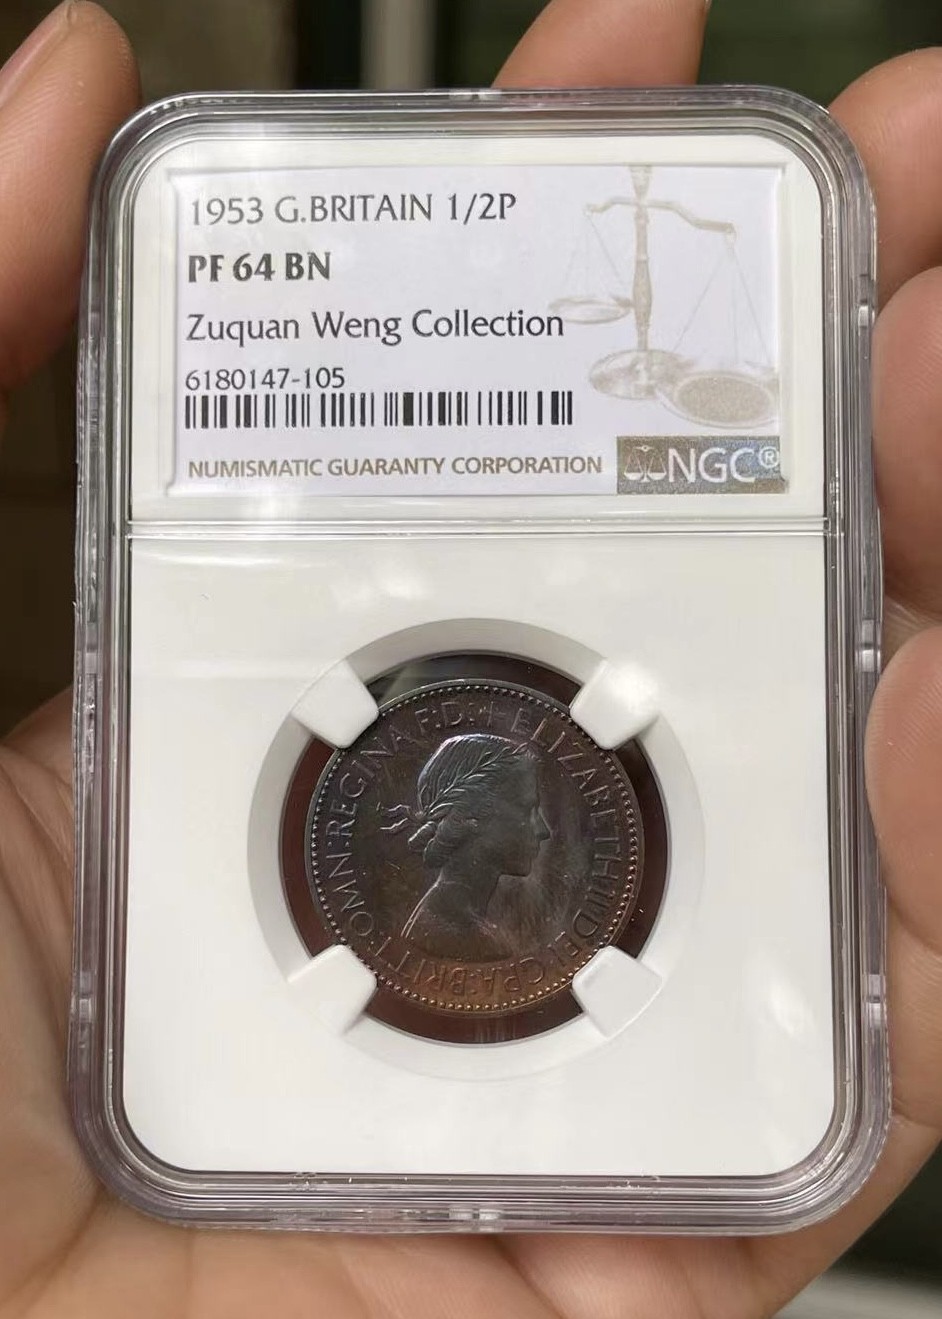 1953 G.BRITAIN 1/2P
PF 64 BN
Zuquan Weng Collection
6180147-105
NUMISMATIC GUARANTY CORPORATION
NGC®
ELIZABETH II DEI GRA:BRITT:OMN:REGINA F:D:+